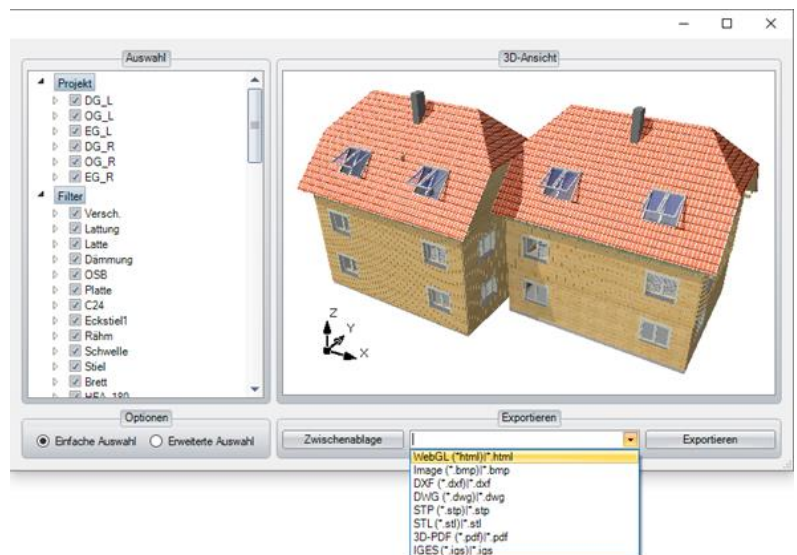 Auswahl
Projekt
DG_L
OG_L
EG_L
DG_R
OG_R
EG_R
Filter
Versch.
Lattung
Latte
Dämmung
OSB
Platte
C24
Eckstiel1
Rähm
Schwelle
Stiel
Brett
HEA_180
Optionen
Einfache Auswahl
Erweiterte Auswahl
3D-Ansicht
Z
Y
X
Exportieren
Zwischenablage
Exportieren
WebGL (*html)|*.html
Image (*.bmp)|*.bmp
DXF (*.dxf)|*.dxf
DWG (*.dwg)|*.dwg
STP (*.stp)|*.stp
STL (*.stl)|*.stl
3D-PDF (*.pdf)|*.pdf
IGES (*.igs)|*.igs